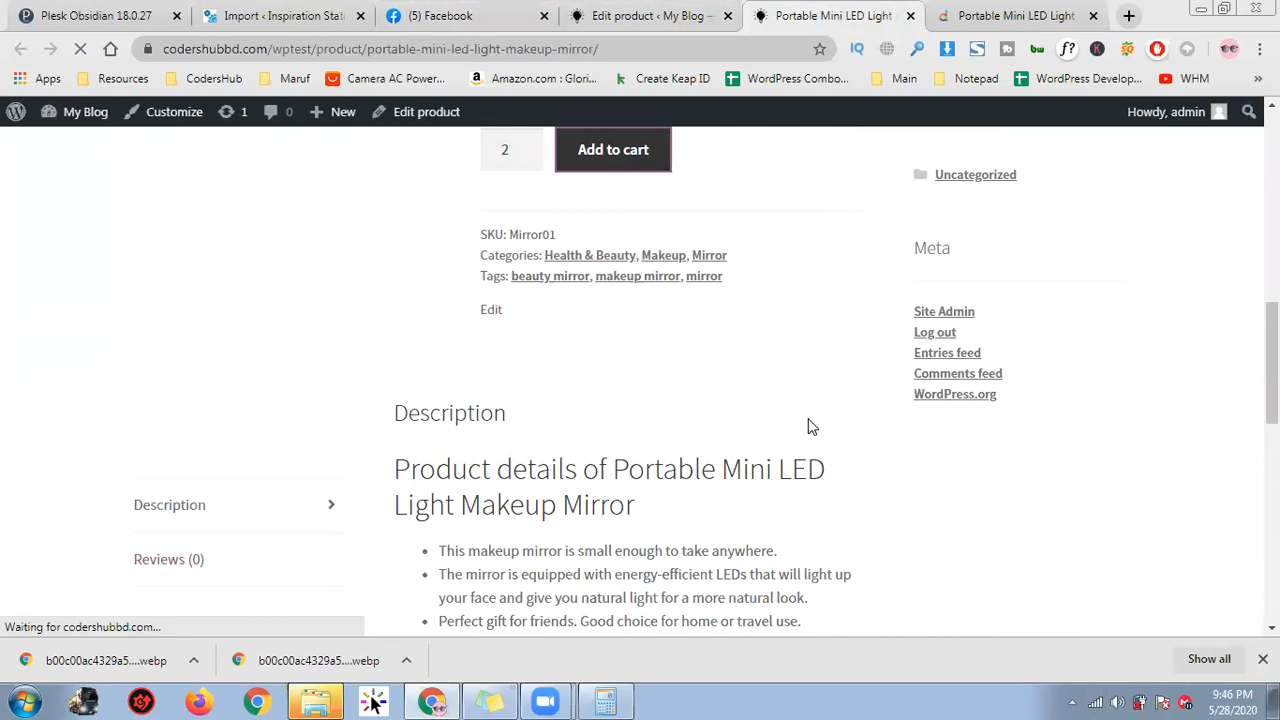 Plesk Obsidian 18.0.27
Import ‹ Inspiration Stati
(5) Facebook
Edit product ‹ My Blog —
Portable Mini LED Light
Portable Mini LED Light
codershubbd.com/wptest/product/portable-mini-led-light-makeup-mirror/
Apps
Resources
CodersHub
Maruf
Camera AC Powe...
Amazon.com : Glori...
Create Keap ID
WordPress Combo...
Main
Notepad
WordPress Develop...
WHM
»
My Blog
Customize
1
0
New
Edit product
Howdy, admin
2
Add to cart
Uncategorized
SKU: Mirror01
Categories: Health & Beauty, Makeup, Mirror
Tags: beauty mirror, makeup mirror, mirror
Edit
Meta
Site Admin
Log out
Entries feed
Comments feed
WordPress.org
Description
Product details of Portable Mini LED
Light Makeup Mirror
Description
Reviews (0)
• This makeup mirror is small enough to take anywhere.
• The mirror is equipped with energy-efficient LEDs that will light up
your face and give you natural light for a more natural look.
• Perfect gift for friends. Good choice for home or travel use.
Waiting for codershubbd.com...
b00c00ac4329a5....webp
b00c00ac4329a5....webp
Show all
9:46 PM
5/28/2020